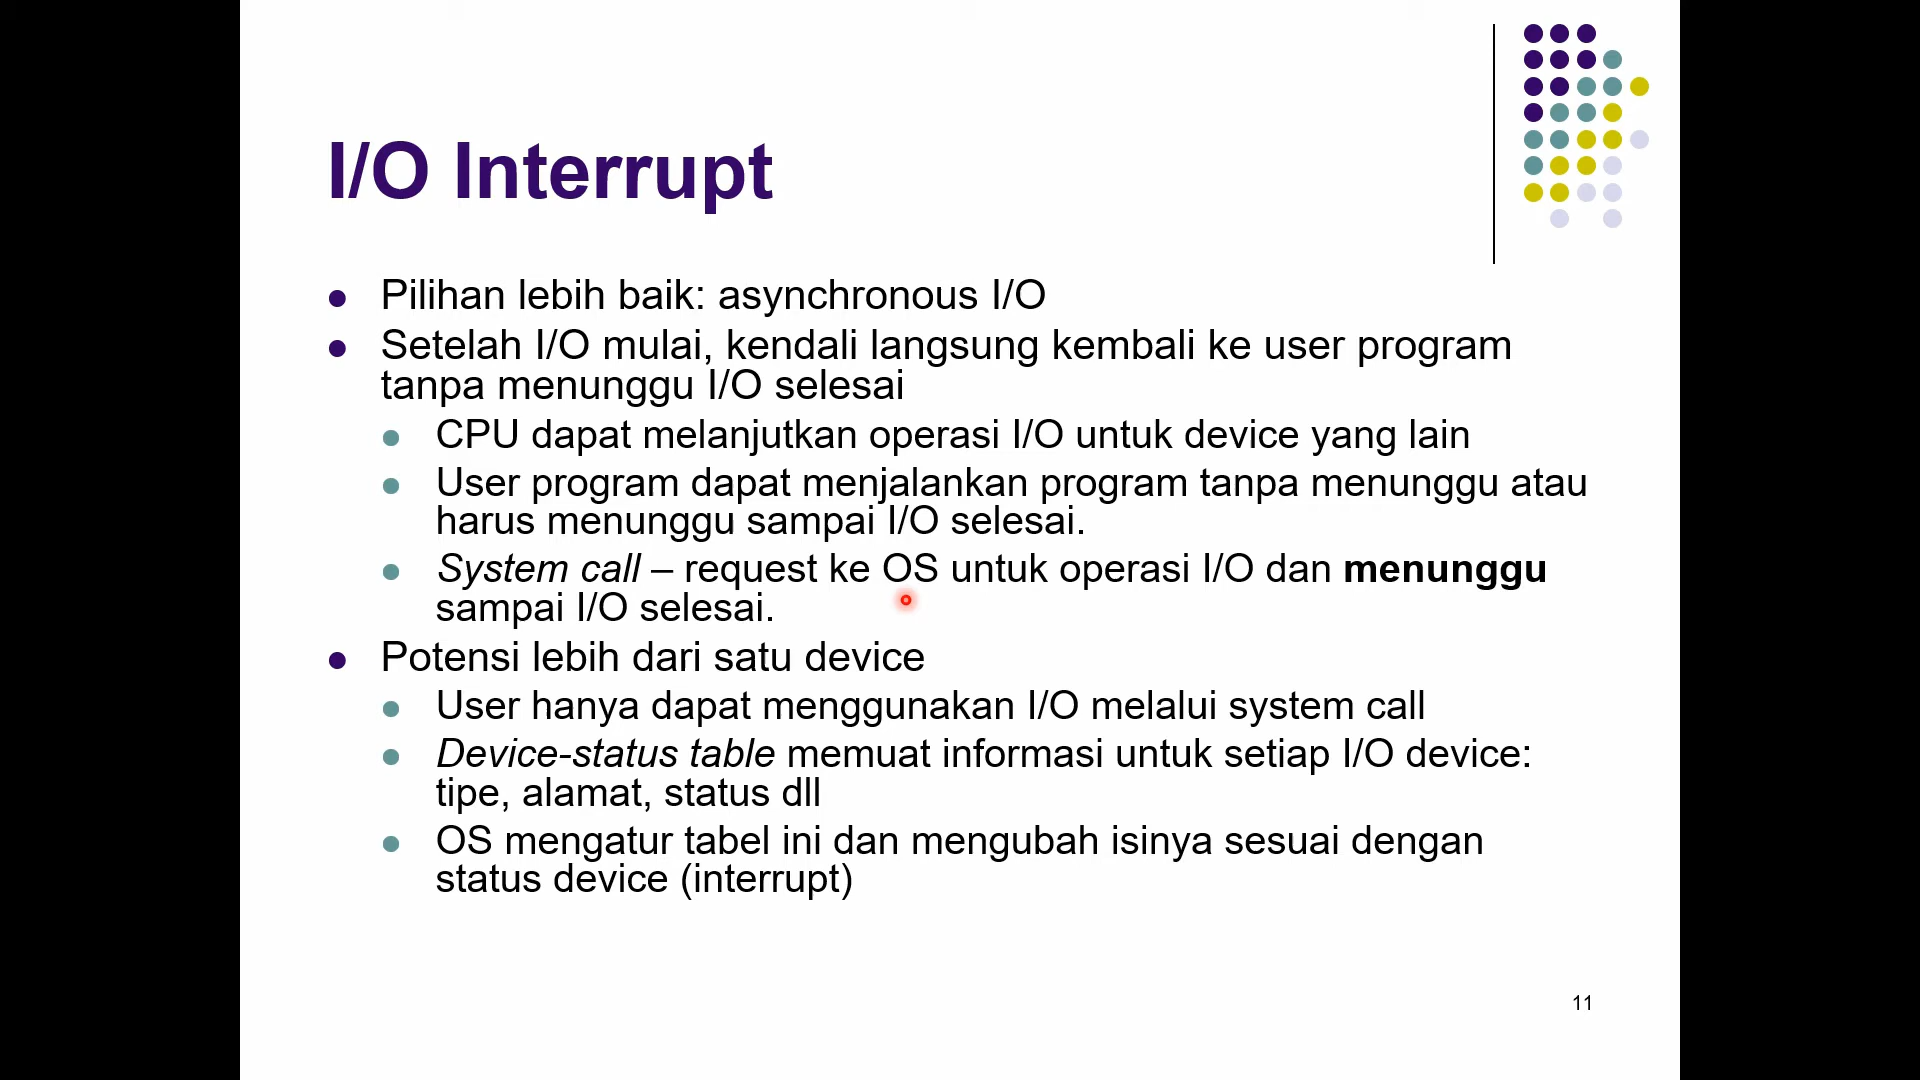 I/O Interrupt
Pilihan lebih baik: asynchronous I/O
Setelah I/O mulai, kendali langsung kembali ke user program
tanpa menunggu I/O selesai
CPU dapat melanjutkan operasi I/O untuk device yang lain
User program dapat menjalankan program tanpa menunggu atau
harus menunggu sampai I/O selesai.
System call – request ke OS untuk operasi I/O dan menunggu
sampai I/O selesai.
Potensi lebih dari satu device
User hanya dapat menggunakan I/O melalui system call
Device-status table memuat informasi untuk setiap I/O device:
tipe, alamat, status dll
OS mengatur tabel ini dan mengubah isinya sesuai dengan
status device (interrupt)
11